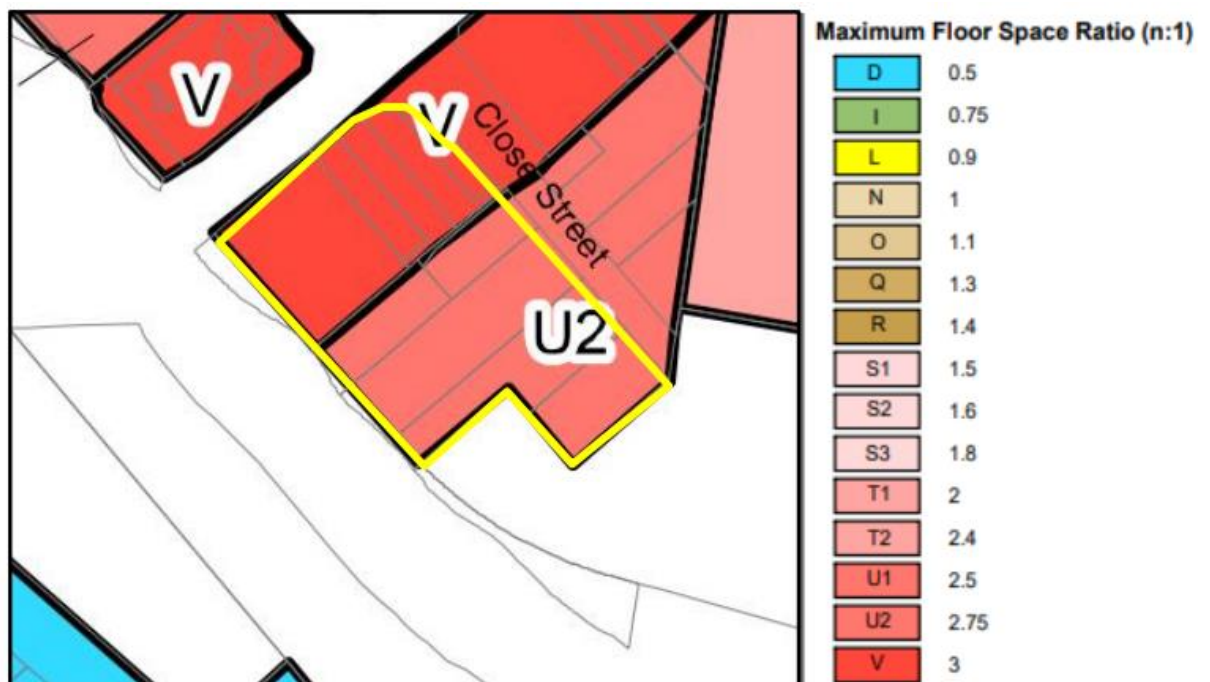 Maximum Floor Space Ratio (n:1)
D 0.5
I 0.75
L 0.9
N 1
O 1.1
Q 1.3
R 1.4
S1 1.5
S2 1.6
S3 1.8
T1 2
T2 2.4
U1 2.5
U2 2.75
V 3
V
V
Close Street
U2